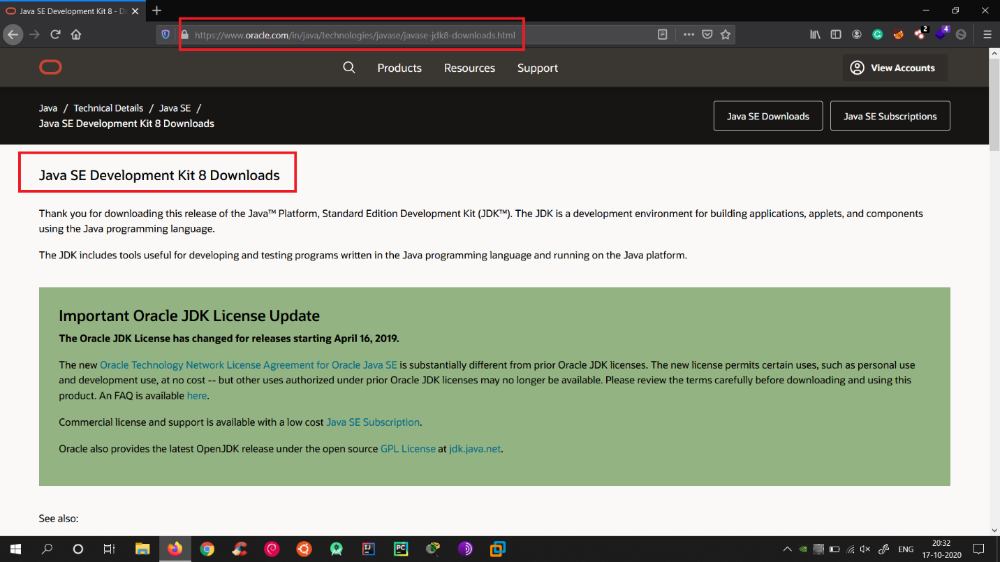 Java SE Development Kit 8 - Do
https://www.oracle.com/in/java/technologies/javase/javase-jdk8-downloads.html
2
4
Products
Resources
Support
View Accounts
Java / Technical Details / Java SE /
Java SE Development Kit 8 Downloads
Java SE Downloads
Java SE Subscriptions
Java SE Development Kit 8 Downloads
Thank you for downloading this release of the Java™ Platform, Standard Edition Development Kit (JDK™). The JDK is a development environment for building applications, applets, and components
using the Java programming language.
The JDK includes tools useful for developing and testing programs written in the Java programming language and running on the Java platform.
Important Oracle JDK License Update
The Oracle JDK License has changed for releases starting April 16, 2019.
The new Oracle Technology Network License Agreement for Oracle Java SE is substantially different from prior Oracle JDK licenses. The new license permits certain uses, such as personal use
and development use, at no cost -- but other uses authorized under prior Oracle JDK licenses may no longer be available. Please review the terms carefully before downloading and using this
product. An FAQ is available here.
Commercial license and support is available with a low cost Java SE Subscription.
Oracle also provides the latest OpenJDK release under the open source GPL License at jdk.java.net.
See also:
PC
ENG
20:32
17-10-2020